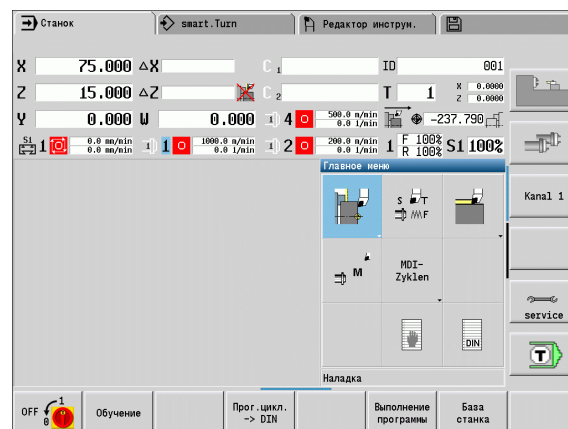 Станок smart.Turn Редактор инструм.
X 75.000 △X C 1 ID 001
Z 15.000 △Z C 2 T 1 X 0.0000 Z 0.0000
Y 0.000 W 0.000 4 500.0 m/min 0.0 1/min -237.790
S1 1 0.0 mm/min 0.0 mm/min 1 1000.0 m/min 0.0 1/min 2 200.0 m/min 0.0 1/min 1 F 100% R 100% S1 100%
Главное меню
S T
M F
Kanal 1
M
MDI-
Zyklen
service
DIN
T
Наладка
OFF 1 0
Обучение
Прог.цикл.
-> DIN
Выполнение
программы
База
станка